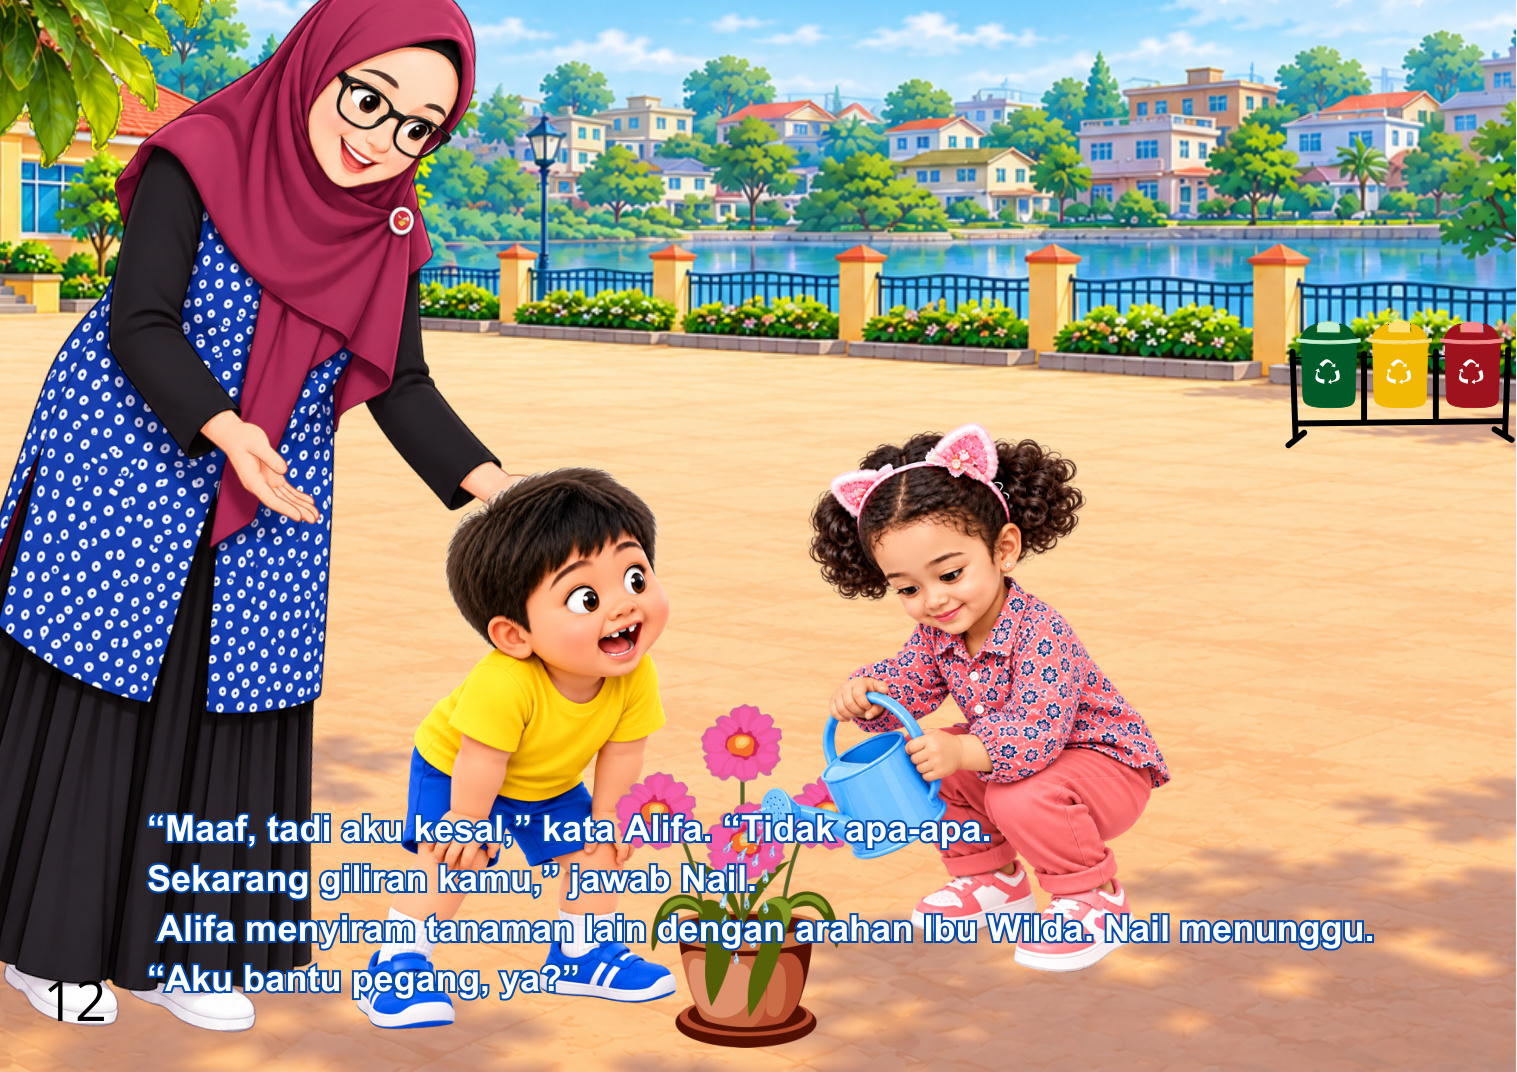 “Maaf, tadi aku kesal,” kata Alifa. “Tidak apa-apa.
Sekarang giliran kamu,” jawab Nail.
Alifa menyiram tanaman lain dengan arahan Ibu Wilda. Nail menunggu.
“Aku bantu pegang, ya?”
12